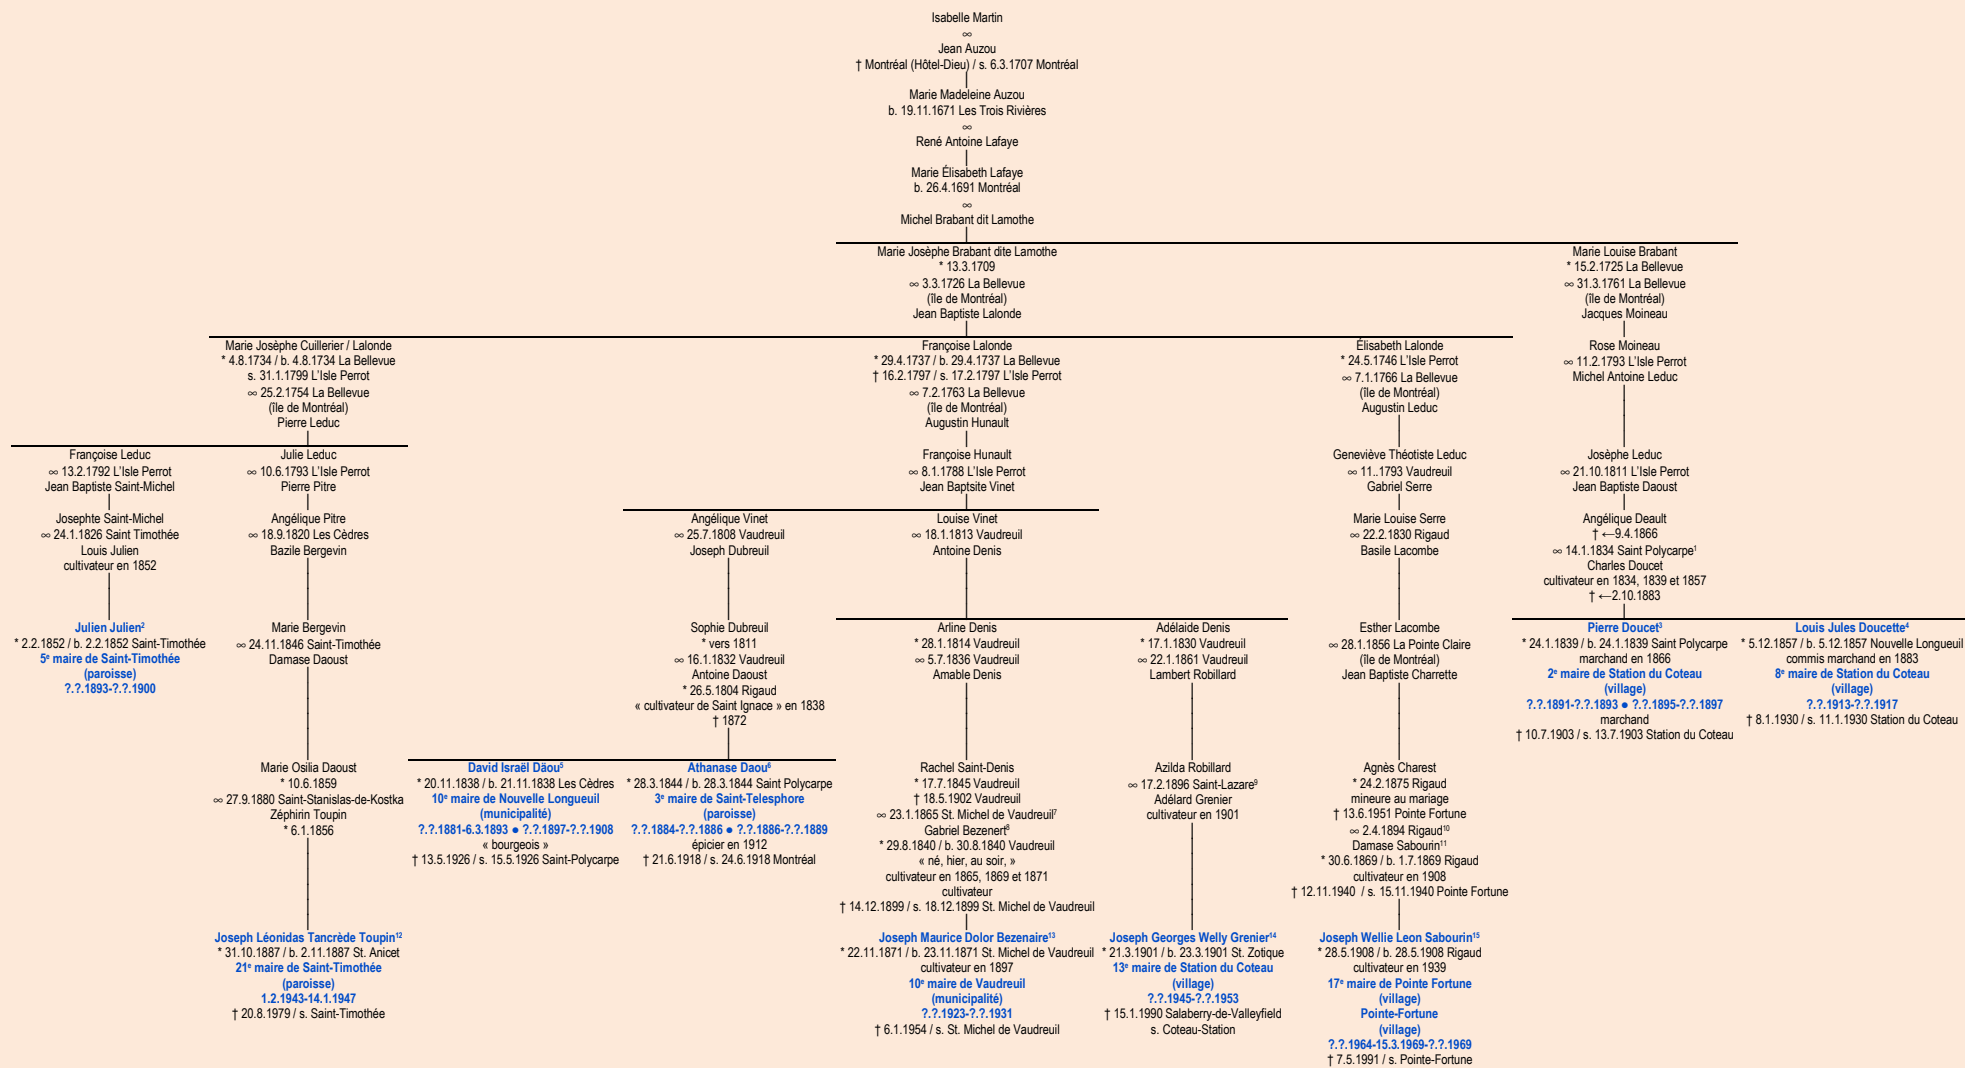 Isabelle Martin
∞
Jean Auzou
† Montréal (Hôtel-Dieu) / s. 6.3.1707 Montréal
Marie Madeleine Auzou
b. 19.11.1671 Les Trois Rivières
∞
René Antoine Lafaye
Marie Élisabeth Lafaye
b. 26.4.1691 Montréal
∞
Michel Brabant dit Lamothe
Marie Josèphe Brabant dite Lamothe
* 13.3.1709
∞ 3.3.1726 La Bellevue
(île de Montréal)
Jean Baptiste Lalonde
Marie Louise Brabant
* 15.2.1725 La Bellevue
∞ 31.3.1761 La Bellevue
(île de Montréal)
Jacques Moineau
Marie Josèphe Cuillerier / Lalonde
* 4.8.1734 / b. 4.8.1734 La Bellevue
s. 31.1.1799 L'Isle Perrot
∞ 25.2.1754 La Bellevue
(île de Montréal)
Pierre Leduc
Françoise Lalonde
* 29.4.1737 / b. 29.4.1737 La Bellevue
† 16.2.1797 / s. 17.2.1797 L'Isle Perrot
∞ 7.2.1763 La Bellevue
(île de Montréal)
Augustin Hunault
Élisabeth Lalonde
* 24.5.1746 L'Isle Perrot
∞ 7.1.1766 La Bellevue
(île de Montréal)
Augustin Leduc
Rose Moineau
∞ 11.2.1793 L'Isle Perrot
Michel Antoine Leduc
Françoise Leduc
∞ 13.2.1792 L'Isle Perrot
Jean Baptiste Saint-Michel
Julie Leduc
∞ 10.6.1793 L'Isle Perrot
Pierre Pitre
Françoise Hunault
∞ 8.1.1788 L'Isle Perrot
Jean Baptsite Vinet
Geneviève Théotiste Leduc
∞ 11..1793 Vaudreuil
Gabriel Serre
Josèphe Leduc
∞ 21.10.1811 L'Isle Perrot
Jean Baptiste Daoust
Josephte Saint-Michel
∞ 24.1.1826 Saint Timothée
Louis Julien
cultivateur en 1852
Angélique Pitre
∞ 18.9.1820 Les Cèdres
Bazile Bergevin
Angélique Vinet
∞ 25.7.1808 Vaudreuil
Joseph Dubreuil
Louise Vinet
∞ 18.1.1813 Vaudreuil
Antoine Denis
Marie Louise Serre
∞ 22.2.1830 Rigaud
Basile Lacombe
Angélique Deault
† ←9.4.1866
∞ 14.1.1834 Saint Polycarpe¹
Charles Doucet
cultivateur en 1834, 1839 et 1857
† ←2.10.1883
Julien Julien²
* 2.2.1852 / b. 2.2.1852 Saint-Timothée
5ᵉ maire de Saint-Timothée
(paroisse)
?.?.1893-?.?.1900
Marie Bergevin
∞ 24.11.1846 Saint-Timothée
Damase Daoust
Sophie Dubreuil
* vers 1811
∞ 16.1.1832 Vaudreuil
Antoine Daoust
* 26.5.1804 Rigaud
« cultivateur de Saint Ignace » en 1838
† 1872
Arline Denis
* 28.1.1814 Vaudreuil
∞ 5.7.1836 Vaudreuil
Amable Denis
Adélaide Denis
* 17.1.1830 Vaudreuil
∞ 22.1.1861 Vaudreuil
Lambert Robillard
Esther Lacombe
∞ 28.1.1856 La Pointe Claire
(île de Montréal)
Jean Baptiste Charrette
Pierre Doucet³
* 24.1.1839 / b. 24.1.1839 Saint Polycarpe
marchand en 1866
2ᵉ maire de Station du Coteau
(village)
?.?.1891-?.?.1893 ● ?.?.1895-?.?.1897
marchand
† 10.7.1903 / s. 13.7.1903 Station du Coteau
Louis Jules Doucette⁴
* 5.12.1857 / b. 5.12.1857 Nouvelle Longueuil
commis marchand en 1883
8ᵉ maire de Station du Coteau
(village)
?.?.1913-?.?.1917
† 8.1.1930 / s. 11.1.1930 Station du Coteau
Marie Osilia Daoust
* 10.6.1859
∞ 27.9.1880 Saint-Stanislas-de-Kostka
Zéphirin Toupin
* 6.1.1856
David Israël Däou⁵
* 20.11.1838 / b. 21.11.1838 Les Cèdres
10ᵉ maire de Nouvelle Longueuil
(municipalité)
?.?.1881-6.3.1893 ● ?.?.1897-?.?.1908
« bourgeois »
† 13.5.1926 / s. 15.5.1926 Saint-Polycarpe
Athanase Daou⁶
* 28.3.1844 / b. 28.3.1844 Saint Polycarpe
3ᵉ maire de Saint-Telesphore
(paroisse)
?.?.1884-?.?.1886 ● ?.?.1886-?.?.1889
épicier en 1912
† 21.6.1918 / s. 24.6.1918 Montréal
Rachel Saint-Denis
* 17.7.1845 Vaudreuil
† 18.5.1902 Vaudreuil
∞ 23.1.1865 St. Michel de Vaudreuil⁷
Gabriel Bezenert⁸
* 29.8.1840 / b. 30.8.1840 Vaudreuil
« né, hier, au soir, »
cultivateur en 1865, 1869 et 1871
cultivateur
† 14.12.1899 / s. 18.12.1899 St. Michel de Vaudreuil
Azilda Robillard
∞ 17.2.1896 Saint-Lazare⁹
Adélard Grenier
cultivateur en 1901
Agnès Charest
* 24.2.1875 Rigaud
mineure au mariage
† 13.6.1951 Pointe Fortune
∞ 2.4.1894 Rigaud¹⁰
Damase Sabourin¹¹
* 30.6.1869 / b. 1.7.1869 Rigaud
cultivateur en 1908
† 12.11.1940 / s. 15.11.1940 Pointe Fortune
Joseph Léonidas Tancrède Toupin¹²
* 31.10.1887 / b. 2.11.1887 St. Anicet
21ᵉ maire de Saint-Timothée
(paroisse)
1.2.1943-14.1.1947
† 20.8.1979 / s. Saint-Timothée
Joseph Maurice Dolor Bezenaire¹³
* 22.11.1871 / b. 23.11.1871 St. Michel de Vaudreuil
cultivateur en 1897
10ᵉ maire de Vaudreuil
(municipalité)
?.?.1923-?.?.1931
† 6.1.1954 / s. St. Michel de Vaudreuil
Joseph Georges Welly Grenier¹⁴
* 21.3.1901 / b. 23.3.1901 St. Zotique
13ᵉ maire de Station du Coteau
(village)
?.?.1945-?.?.1953
† 15.1.1990 Salaberry-de-Valleyfield
s. Coteau-Station
Joseph Wellie Leon Sabourin¹⁵
* 28.5.1908 / b. 28.5.1908 Rigaud
cultivateur en 1939
17ᵉ maire de Pointe Fortune
(village)
Pointe-Fortune
(village)
?.?.1964-15.3.1969-?.?.1969
† 7.5.1991 / s. Pointe-Fortune